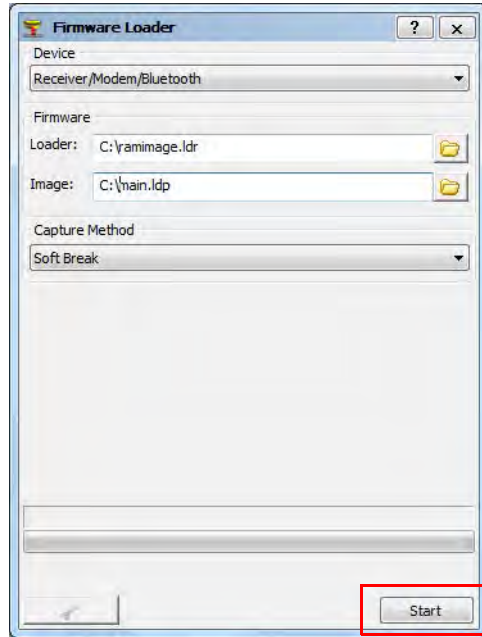 Firmware Loader
? x
Device
Receiver/Modem/Bluetooth
Firmware
Loader: C:\ramimage.ldr
Image: C:\main.ldp
Capture Method
Soft Break
Start